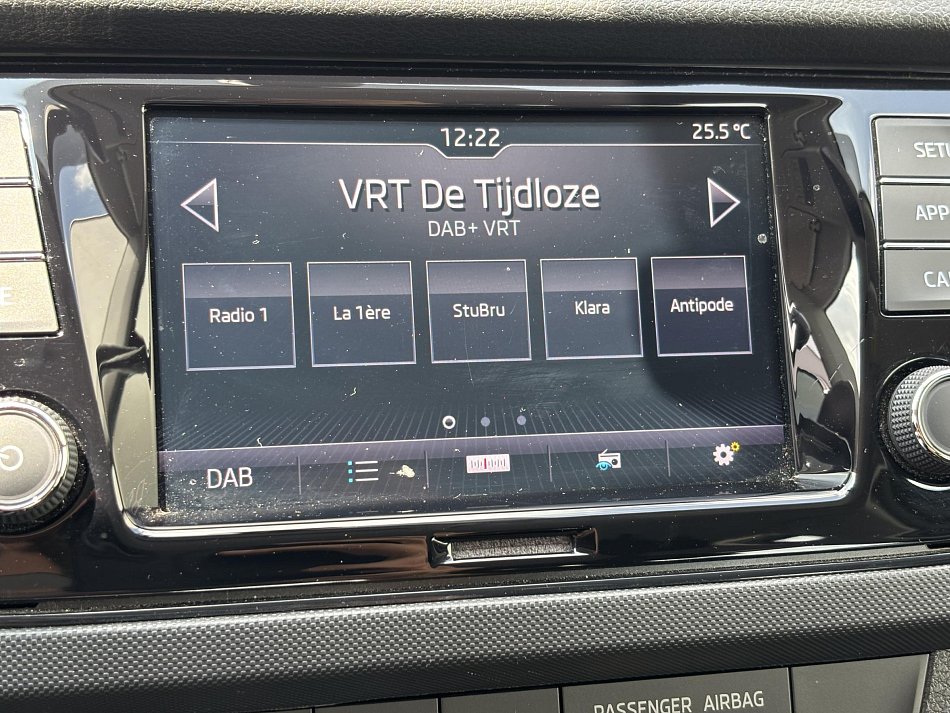 12:22
25.5 °C
VRT De Tijdloze
DAB+ VRT
Radio 1
La 1ère
StuBru
Klara
Antipode
DAB
SETU
APP
CA
E
PASSENGER AIRBAG